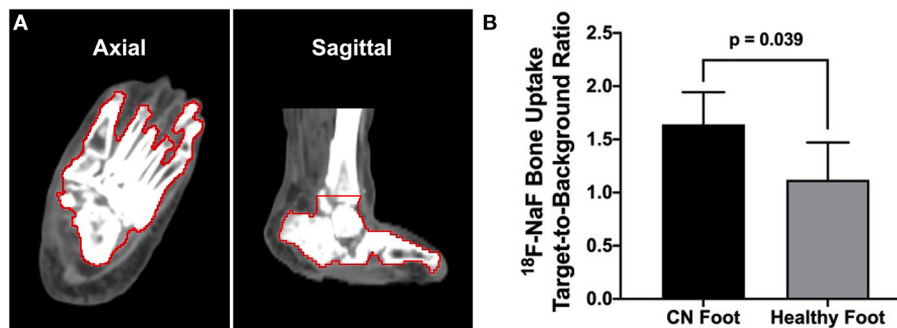 A
Axial
Sagittal
B
¹⁸F-NaF Bone Uptake
Target-to-Background Ratio
2.5
2.0
1.5
1.0
0.5
0.0
p = 0.039
CN Foot
Healthy Foot